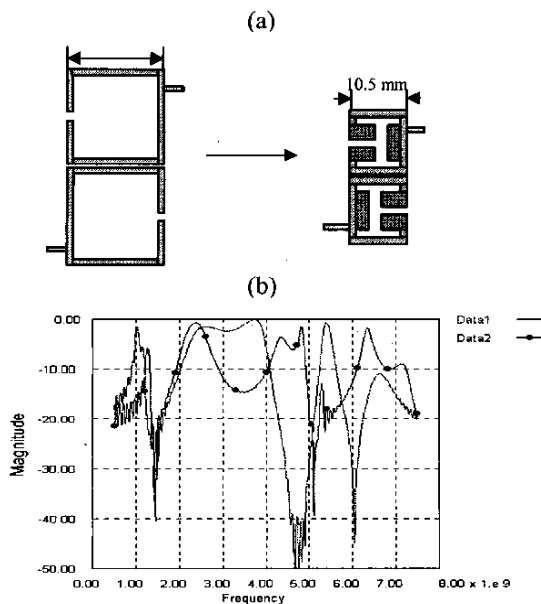 (a)
10.5 mm
(b)
0.00
-10.00
-20.00
-30.00
-40.00
-50.00
Magnitude
0.00 1.00 2.00 3.00 4.00 5.00 6.00 7.00 8.00 × 1.e 9
Frequency
Data1
Data2